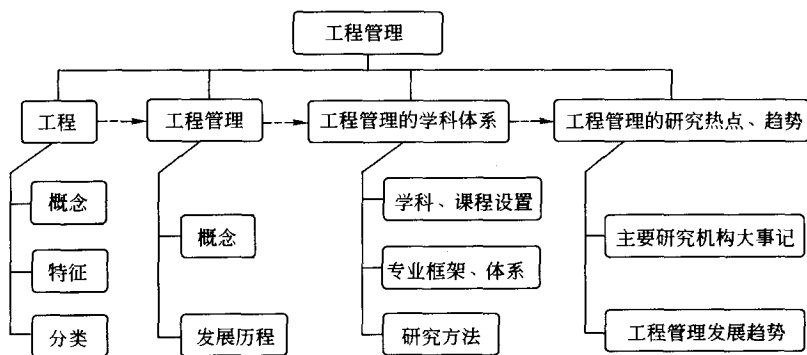 工程管理
工程
工程管理
工程管理的学科体系
工程管理的研究热点、趋势
概念
特征
分类
概念
发展历程
学科、课程设置
专业框架、体系
研究方法
主要研究机构大事记
工程管理发展趋势